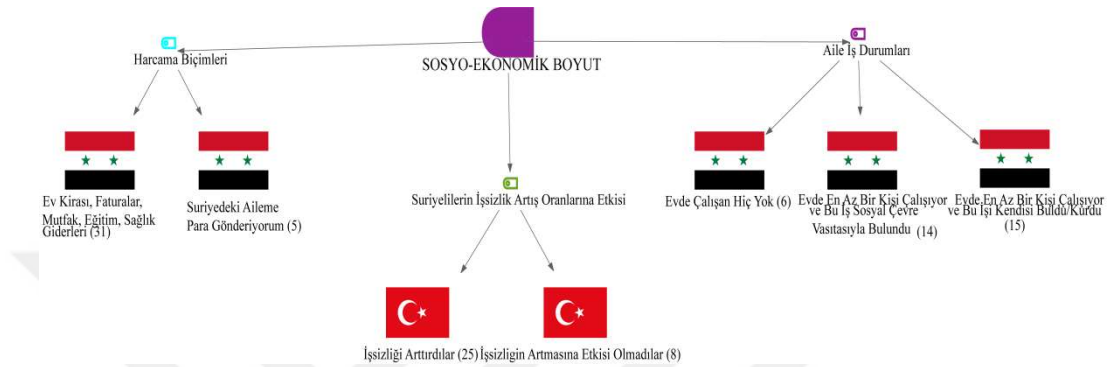 SOSYO-EKONOMİK BOYUT
Harcama Biçimleri
Aile İş Durumları
Ev Kirası, Faturalar,
Mutfak, Eğitim, Sağlık
Giderleri (31)
Suriyedeki Aileme
Para Gönderiyorum (5)
Suriyelilerin İşsizlik Artış Oranlarına Etkisi
Evde Çalışan Hiç Yok (6)
Evde En Az Bir Kişi Çalışıyor
ve Bu İş Sosyal Çevre
Vasıtasıyla Bulundu (14)
Evde En Az Bir Kişi Çalışıyor
ve Bu İşi Kendisi Buldu/Kurdu
(15)
İşsizliği Arttırdılar (25)
İşsizligin Artmasına Etkisi Olmadılar (8)